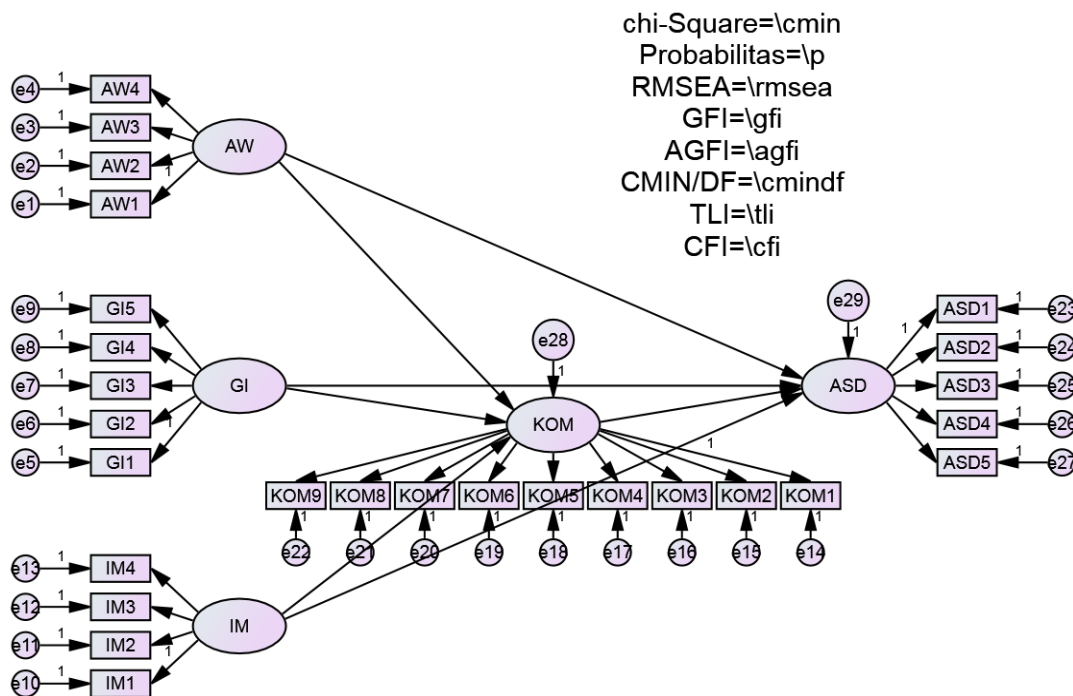 chi-Square=\cmin
Probabilitas=\p
RMSEA=\rmsea
GFI=\gfi
AGFI=\agfi
CMIN/DF=\cmindf
TLI=\tli
CFI=\cfi
e4 1 AW4
e3 1 AW3
e2 1 AW2
e1 1 AW1
1
AW
e9 1 GI5
e8 1 GI4
e7 1 GI3
e6 1 GI2
e5 1 GI1
1
GI
e13 1 IM4
e12 1 IM3
e11 1 IM2
e10 1 IM1
1
IM
e28
1
KOM
1
KOM9 KOM8 KOM7 KOM6 KOM5 KOM4 KOM3 KOM2 KOM1
1 1 1 1 1 1 1 1 1
e22 e21 e20 e19 e18 e17 e16 e15 e14
e29
1
ASD
1
ASD1 1 e23
ASD2 1 e24
ASD3 1 e25
ASD4 1 e26
ASD5 1 e27